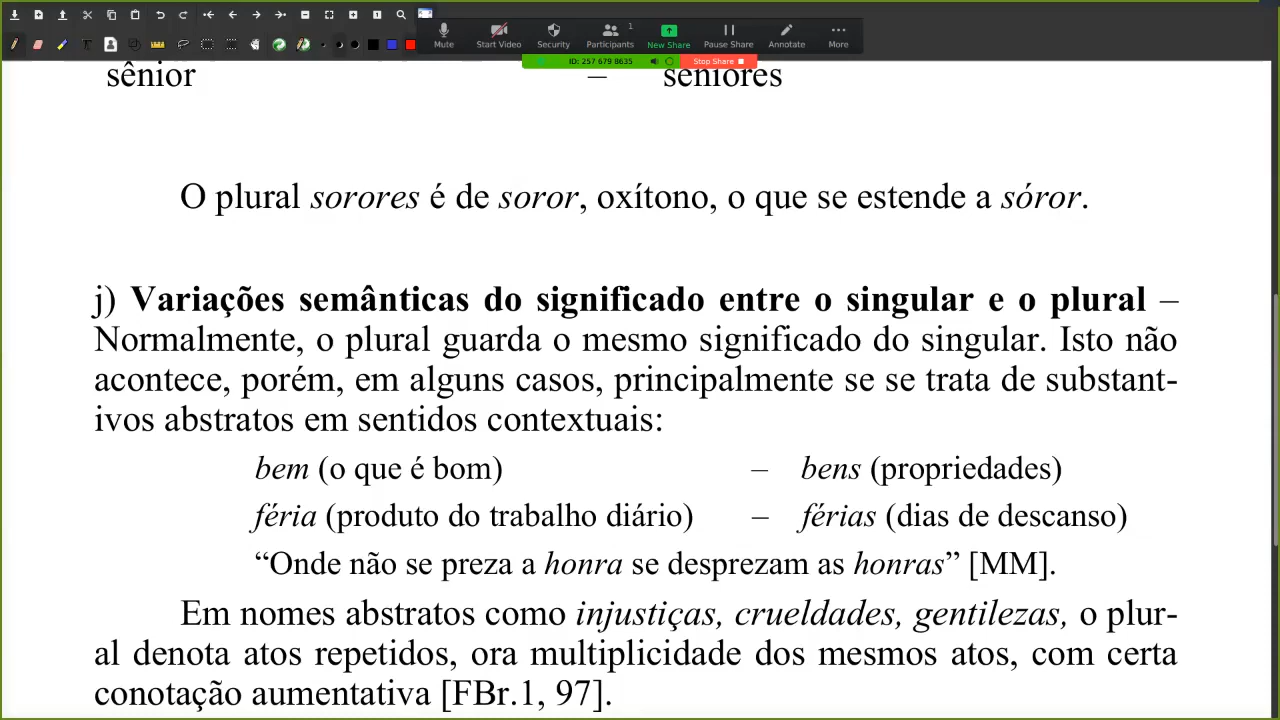 Mute Start Video Security Participants 1 New Share Pause Share Annotate More
ID: 257 679 8635 Stop Share
sênior – seniores
O plural sorores é de soror, oxítono, o que se estende a sóror.
j) Variações semânticas do significado entre o singular e o plural –
Normalmente, o plural guarda o mesmo significado do singular. Isto não
acontece, porém, em alguns casos, principalmente se se trata de substant-
ivos abstratos em sentidos contextuais:
bem (o que é bom) – bens (propriedades)
féria (produto do trabalho diário) – férias (dias de descanso)
“Onde não se preza a honra se desprezam as honras” [MM].
Em nomes abstratos como injustiças, crueldades, gentilezas, o plur-
al denota atos repetidos, ora multiplicidade dos mesmos atos, com certa
conotação aumentativa [FBr.1, 97].